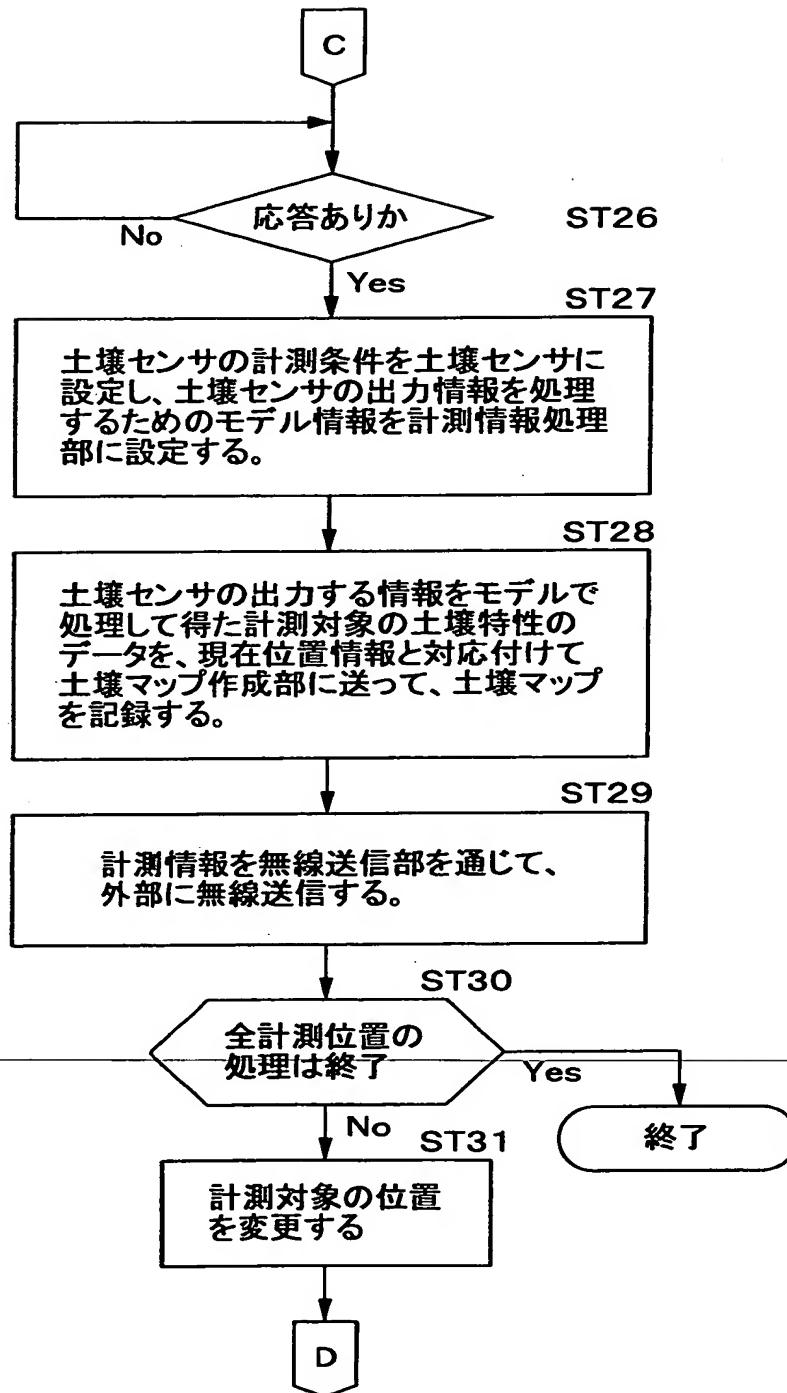 C
応答ありか
ST26
No
Yes
ST27
土壌センサの計測条件を土壌センサに
設定し、土壌センサの出力情報を処理
するためのモデル情報を計測情報処理
部に設定する。
ST28
土壌センサの出力する情報をモデルで
処理して得た計測対象の土壌特性の
データを、現在位置情報と対応付けて
土壌マップ作成部に送って、土壌マップ
を記録する。
ST29
計測情報を無線送信部を通じて、
外部に無線送信する。
ST30
全計測位置の
処理は終了
Yes
No
終了
ST31
計測対象の位置
を変更する
D